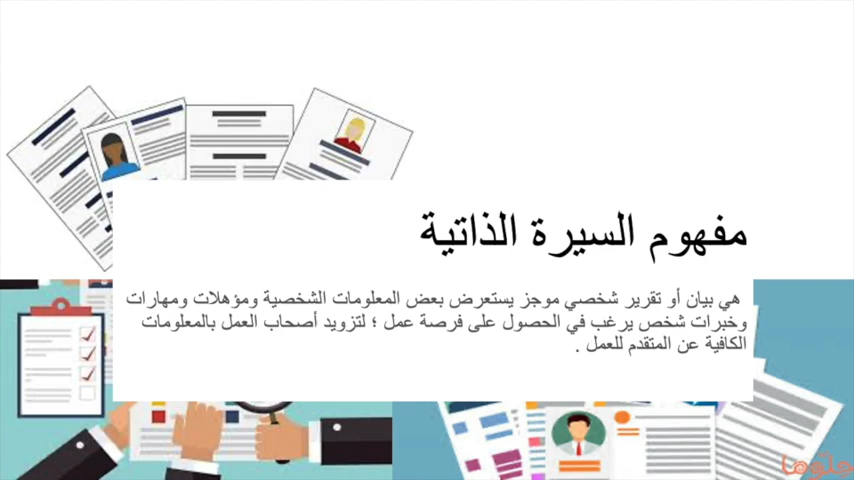 مفهوم السيرة الذاتية
هي بيان أو تقرير شخصي موجز يستعرض بعض المعلومات الشخصية ومؤهلات ومهارات
وخبرات شخص يرغب في الحصول على فرصة عمل ؛ لتزويد أصحاب العمل بالمعلومات
الكافية عن المتقدم للعمل .